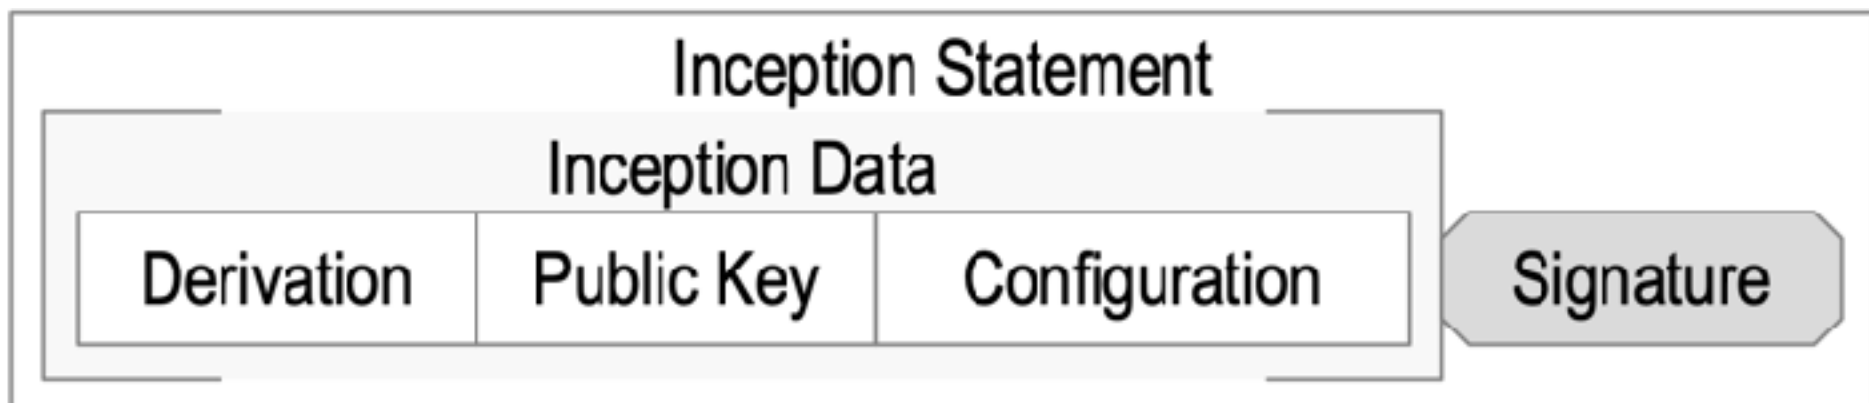 Inception Statement
Inception Data
Derivation Public Key Configuration Signature